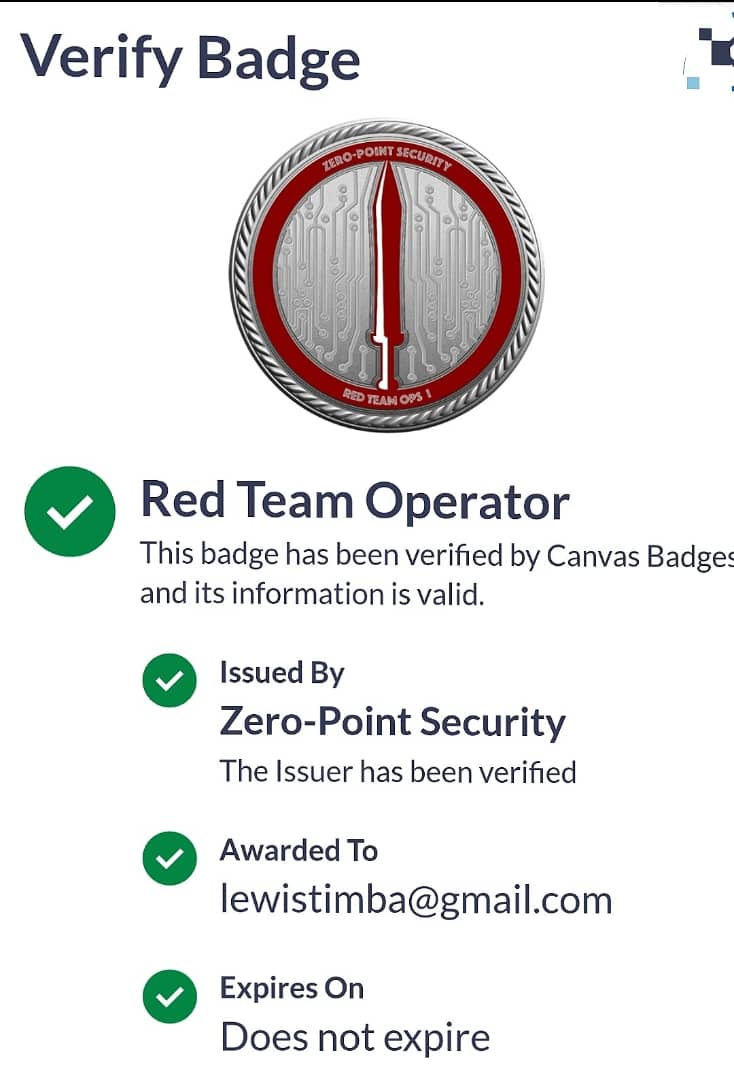 Verify Badge
ZERO-POINT SECURITY
RED TEAM OPS I
Red Team Operator
This badge has been verified by Canvas Badges
and its information is valid.
Issued By
Zero-Point Security
The Issuer has been verified
Awarded To
lewistimba@gmail.com
Expires On
Does not expire